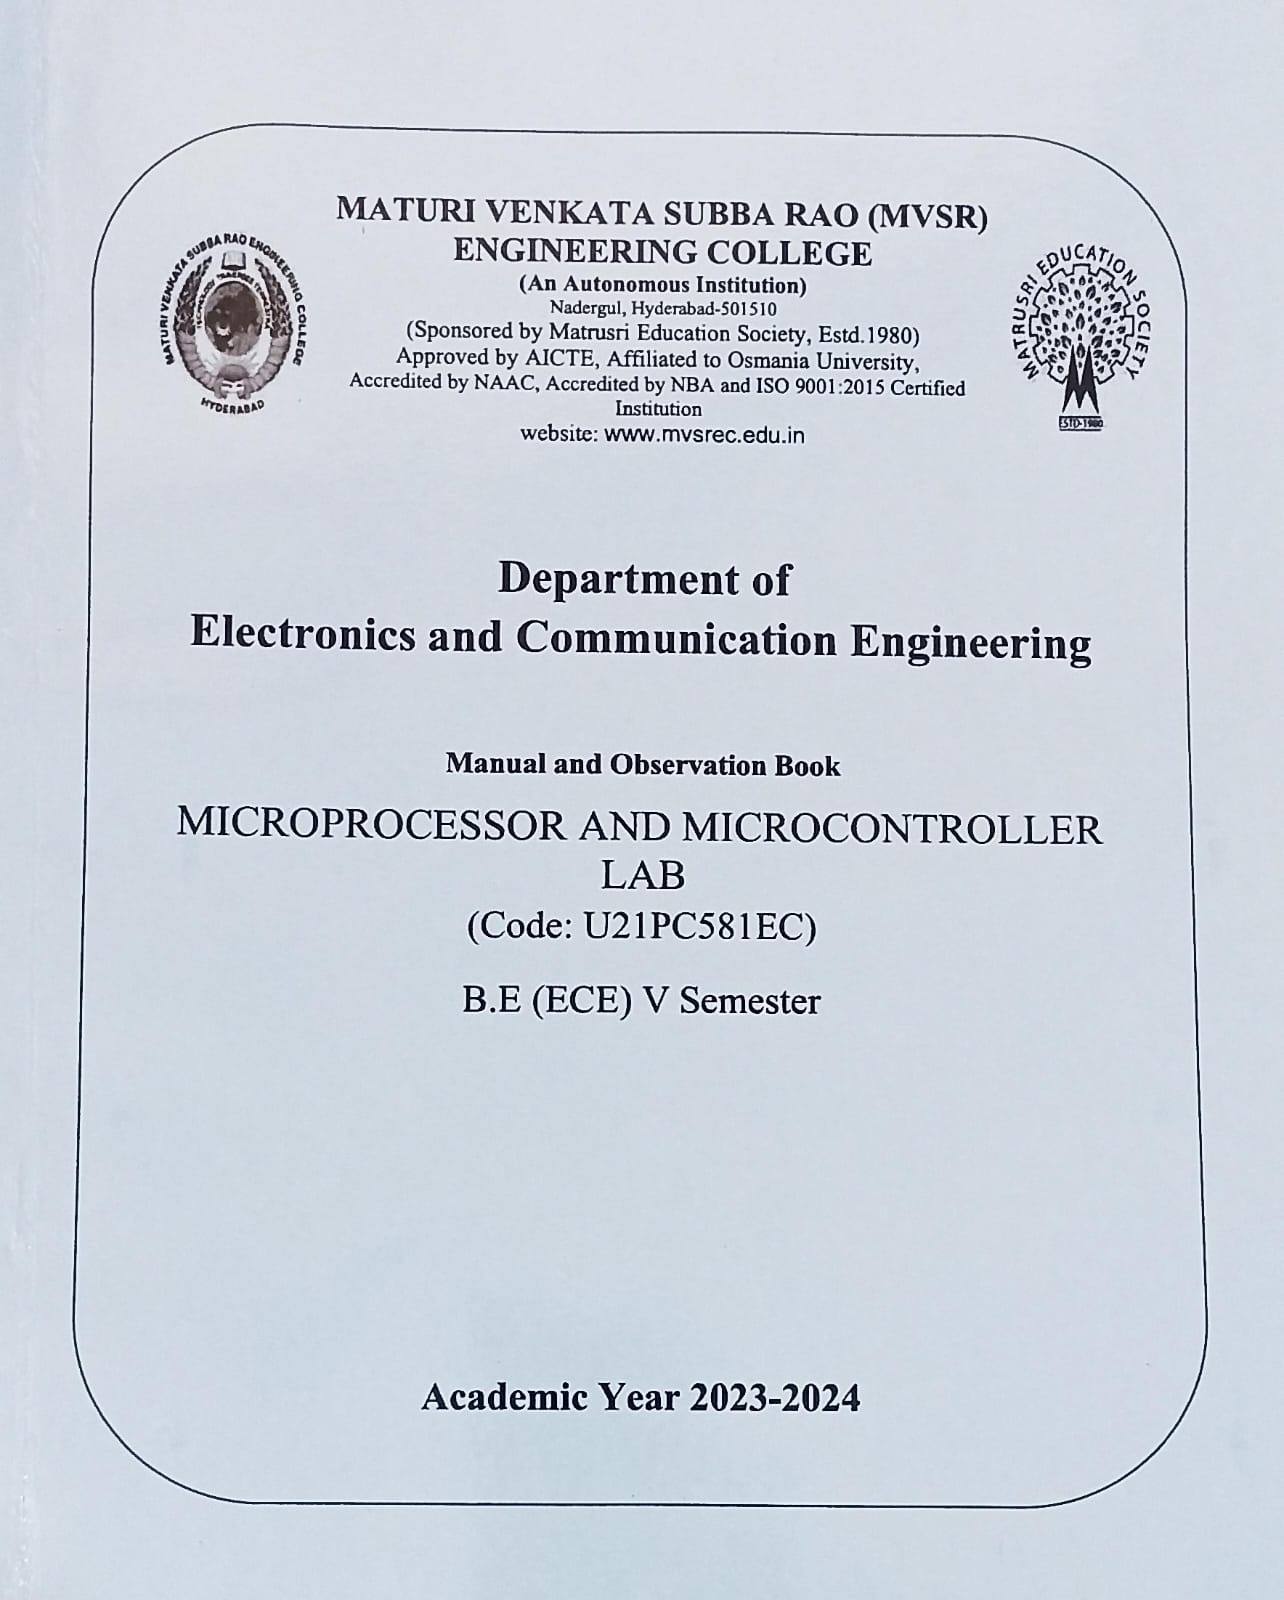 MATURI VENKATA SUBBA RAO (MVSR)
ENGINEERING COLLEGE
(An Autonomous Institution)
Nadergul, Hyderabad-501510
(Sponsored by Matrusri Education Society, Estd.1980)
Approved by AICTE, Affiliated to Osmania University,
Accredited by NAAC, Accredited by NBA and ISO 9001:2015 Certified
Institution
website: www.mvsrec.edu.in
MATURI VENKATA SUBBA RAO ENGINEERING COLLEGE
HYDERABAD
MATRUSRI EDUCATION SOCIETY
ESTD-1980
Department of
Electronics and Communication Engineering
Manual and Observation Book
MICROPROCESSOR AND MICROCONTROLLER
LAB
(Code: U21PC581EC)
B.E (ECE) V Semester
Academic Year 2023-2024